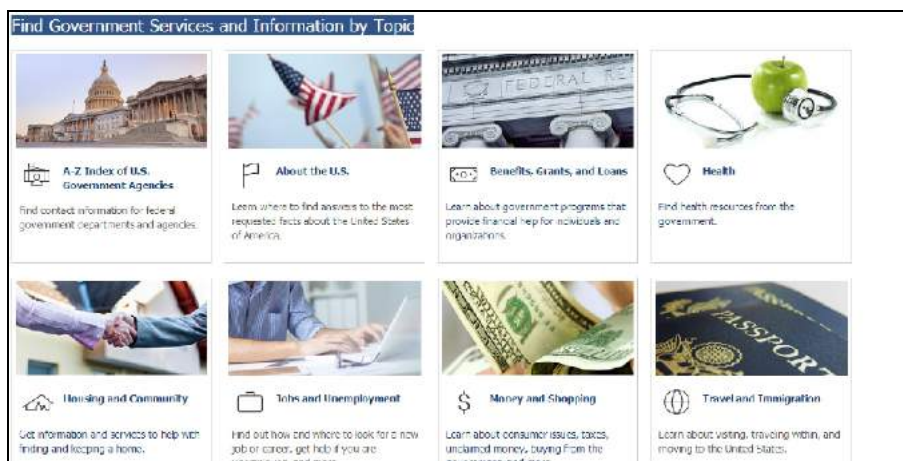 Find Government Services and Information by Topic
FEDERAL RE
A-Z Index of U.S.
Government Agencies
About the U.S.
Benefits, Grants, and Loans
Health
Find contact information for federal
government departments and agencies.
Learn where to find answers to the most
requested facts about the United States
of America.
Learn about government programs that
provide financial help for individuals and
organizations.
Find health resources from the
government.
PASSPORT
Housing and Community
Jobs and Unemployment
Money and Shopping
Travel and Immigration
Get information and services to help with
finding and keeping a home.
Find out how and where to look for a new
job or career, get help if you are
Learn about consumer issues, taxes,
unclaimed money, buying from the
Learn about visiting, traveling within, and
moving to the United States.